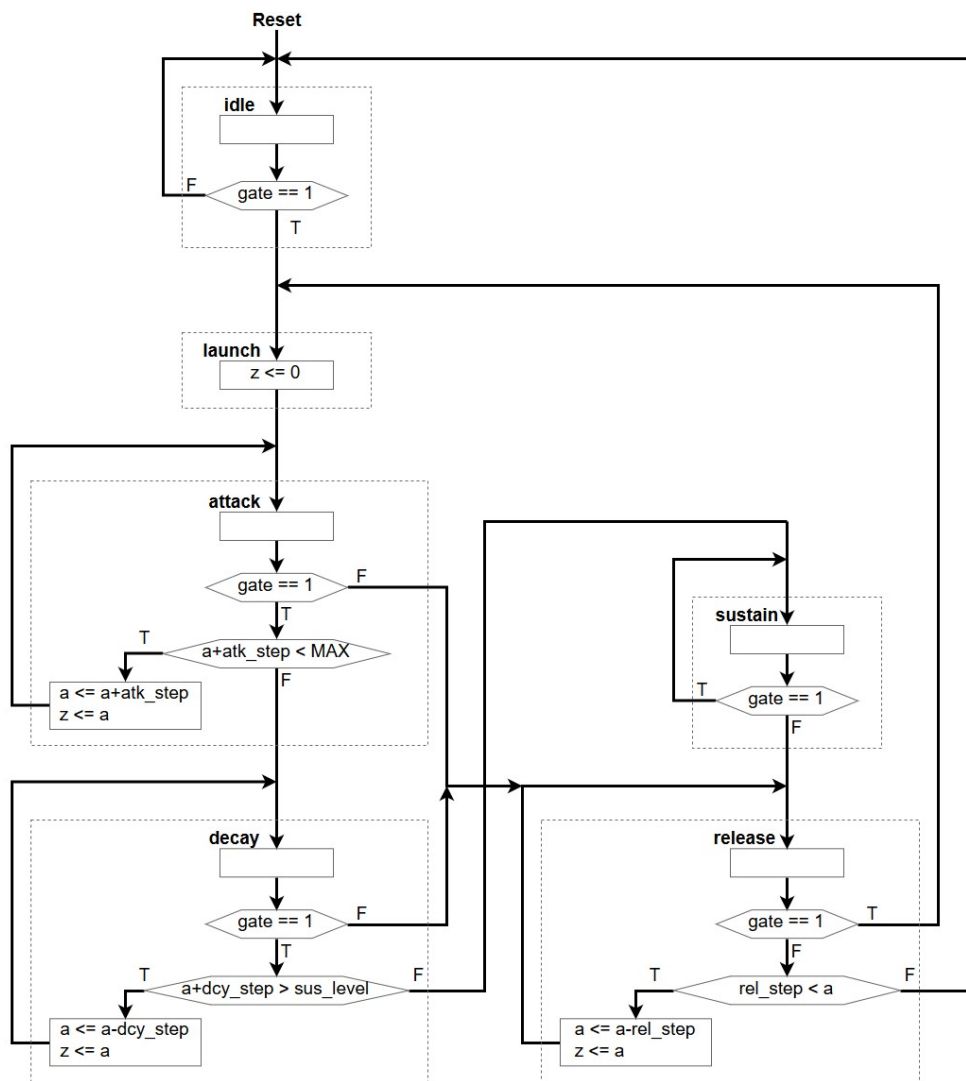 Reset
idle
gate == 1
F
T
launch
z <= 0
attack
gate == 1
F
T
a+atk_step < MAX
T
F
a <= a+atk_step
z <= a
decay
gate == 1
F
T
a+dcy_step > sus_level
T
F
a <= a-dcy_step
z <= a
sustain
gate == 1
T
F
release
gate == 1
T
F
rel_step < a
T
F
a <= a-rel_step
z <= a